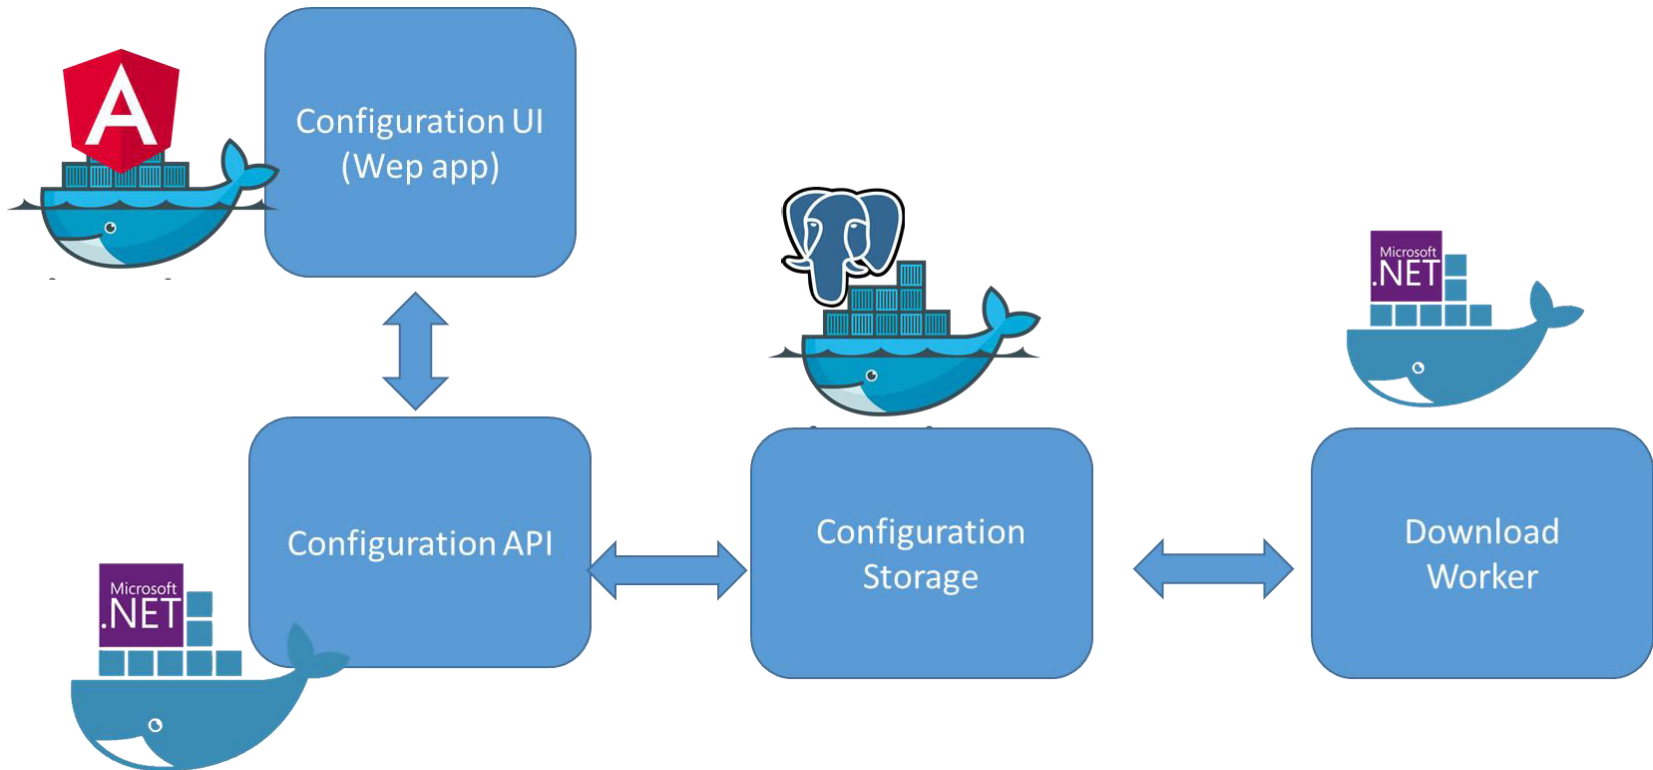 A
Configuration UI
(Wep app)
Microsoft
.NET
Configuration API
Configuration
Storage
Download
Worker
Microsoft
.NET